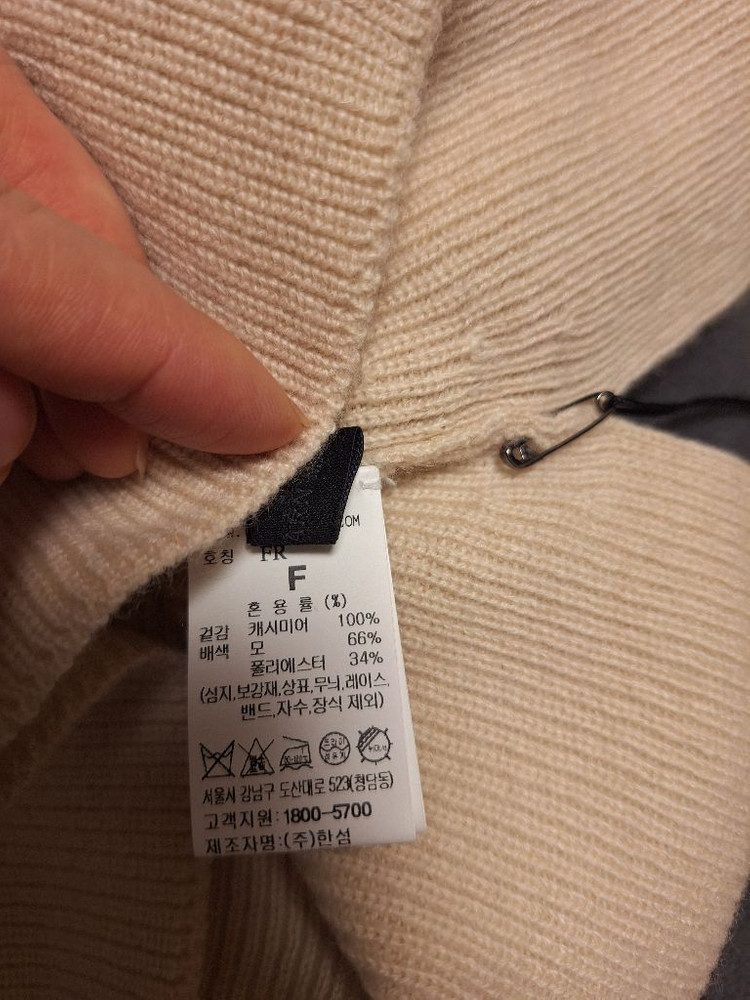 .COM
호칭 FR
F
혼 용 률 (%)
겉감 캐시미어 100%
배색 모 66%
폴리에스터 34%
(심지,보강재,상표,무늬,레이스,
밴드,자수,장식 제외)
서울시 강남구 도산대로 523(청담동)
고객지원: 1800-5700
제조자명:(주)한섬